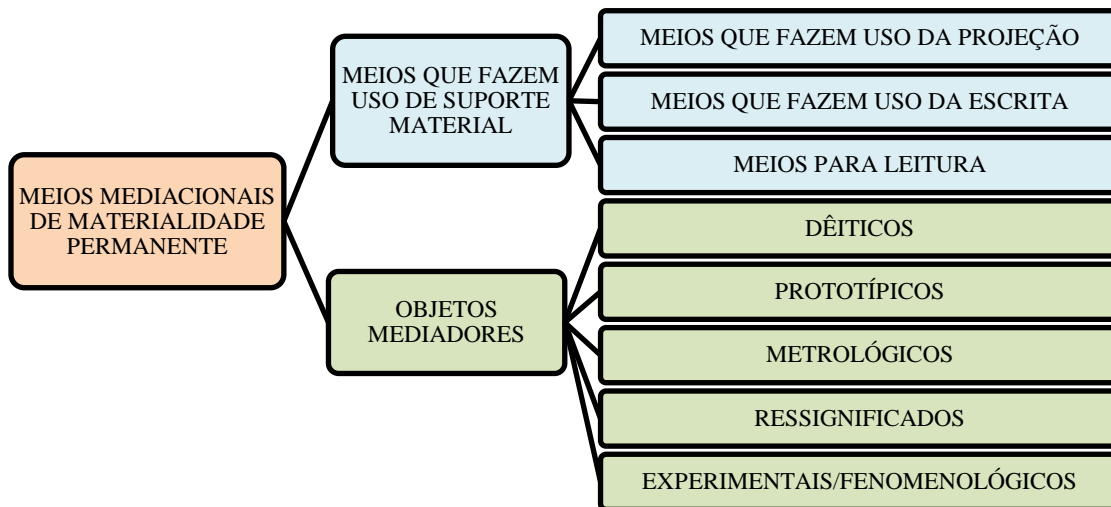 MEIOS MEDIACIONAIS
DE MATERIALIDADE
PERMANENTE
MEIOS QUE FAZEM
USO DE SUPORTE
MATERIAL
MEIOS QUE FAZEM USO DA PROJEÇÃO
MEIOS QUE FAZEM USO DA ESCRITA
MEIOS PARA LEITURA
OBJETOS
MEDIADORES
DÊITICOS
PROTOTÍPICOS
METROLÓGICOS
RESSIGNIFICADOS
EXPERIMENTAIS/FENOMENOLÓGICOS